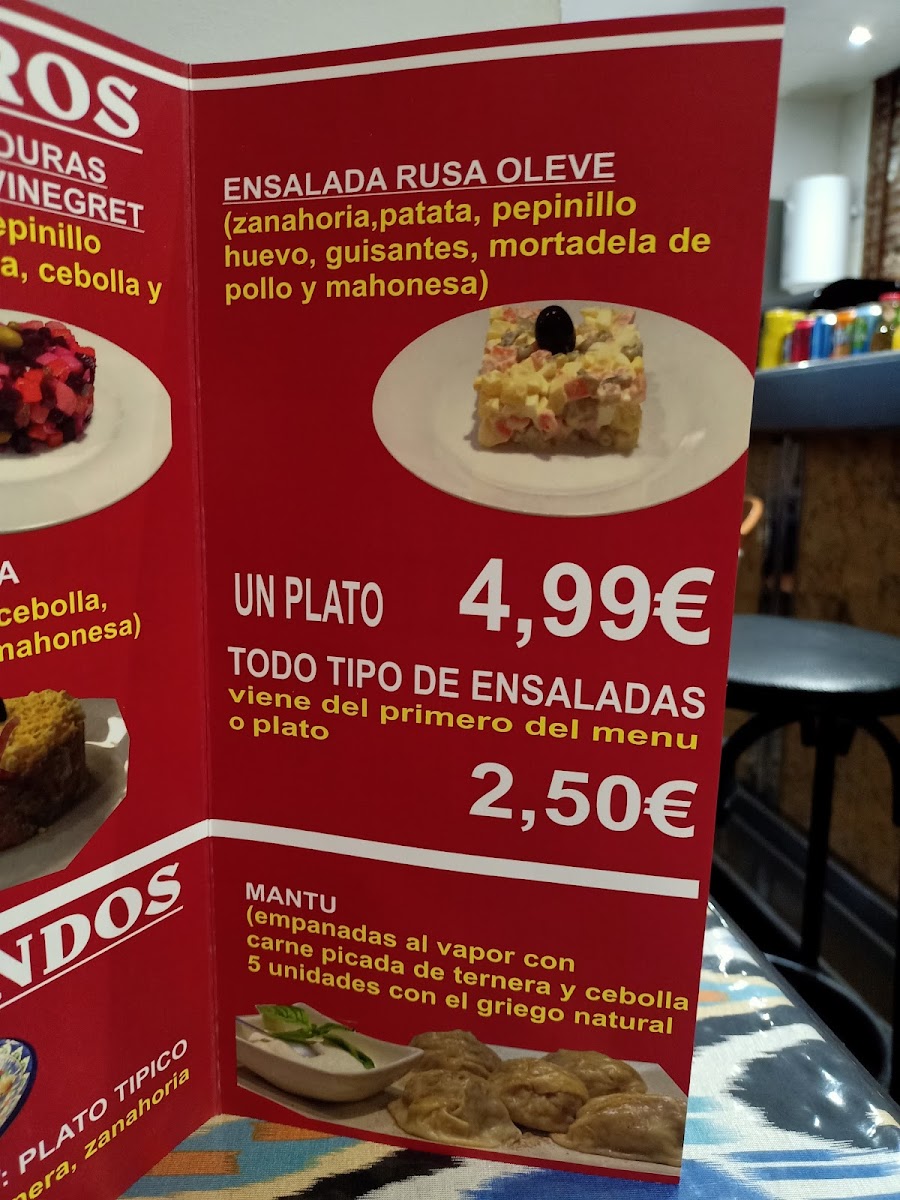 ROS
DURAS
VINEGRET
epinillo
a, cebolla y
A
cebolla,
mahonesa)
NDOS
: PLATO TIPICO
nera, zanahoria
ENSALADA RUSA OLEVE
(zanahoria,patata, pepinillo
huevo, guisantes, mortadela de
pollo y mahonesa)
UN PLATO 4,99€
TODO TIPO DE ENSALADAS
viene del primero del menu
o plato
2,50€
MANTU
(empanadas al vapor con
carne picada de ternera y cebolla
5 unidades con el griego natural